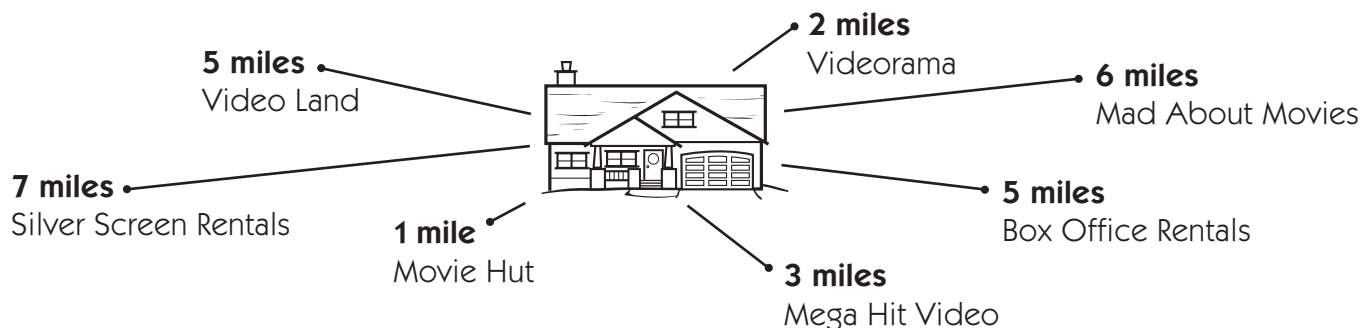 2 miles
Videorama
5 miles
Video Land
6 miles
Mad About Movies
7 miles
Silver Screen Rentals
5 miles
Box Office Rentals
1 mile
Movie Hut
3 miles
Mega Hit Video